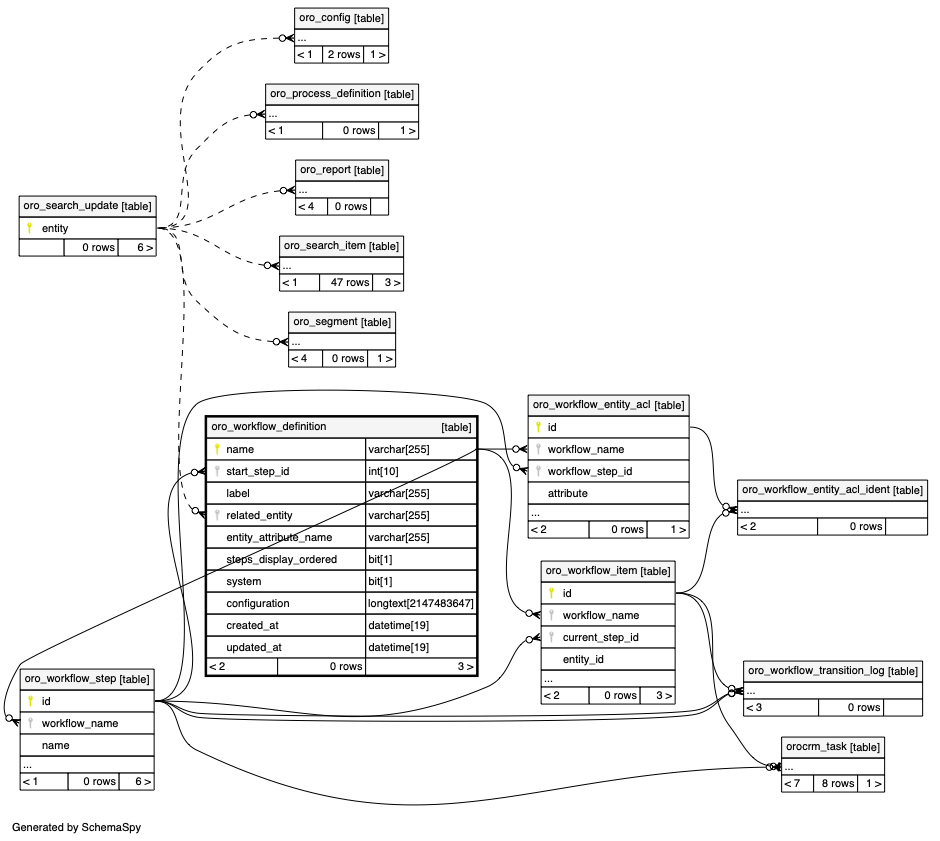 oro_config [table]
...
< 1 2 rows 1 >
oro_process_definition [table]
...
< 1 0 rows 1 >
oro_report [table]
...
< 4 0 rows
oro_search_update [table]
entity
0 rows 6 >
oro_search_item [table]
...
< 1 47 rows 3 >
oro_segment [table]
...
< 4 0 rows 1 >
oro_workflow_definition [table]
name varchar[255]
start_step_id int[10]
label varchar[255]
related_entity varchar[255]
entity_attribute_name varchar[255]
steps_display_ordered bit[1]
system bit[1]
configuration longtext[2147483647]
created_at datetime[19]
updated_at datetime[19]
< 2 0 rows 3 >
oro_workflow_entity_acl [table]
id
workflow_name
workflow_step_id
attribute
...
< 2 0 rows 1 >
oro_workflow_entity_acl_ident [table]
...
< 2 0 rows
oro_workflow_item [table]
id
workflow_name
current_step_id
entity_id
...
< 2 0 rows 3 >
oro_workflow_step [table]
id
workflow_name
name
...
< 1 0 rows 6 >
oro_workflow_transition_log [table]
...
< 3 0 rows
orocrm_task [table]
...
< 7 8 rows 1 >
Generated by SchemaSpy